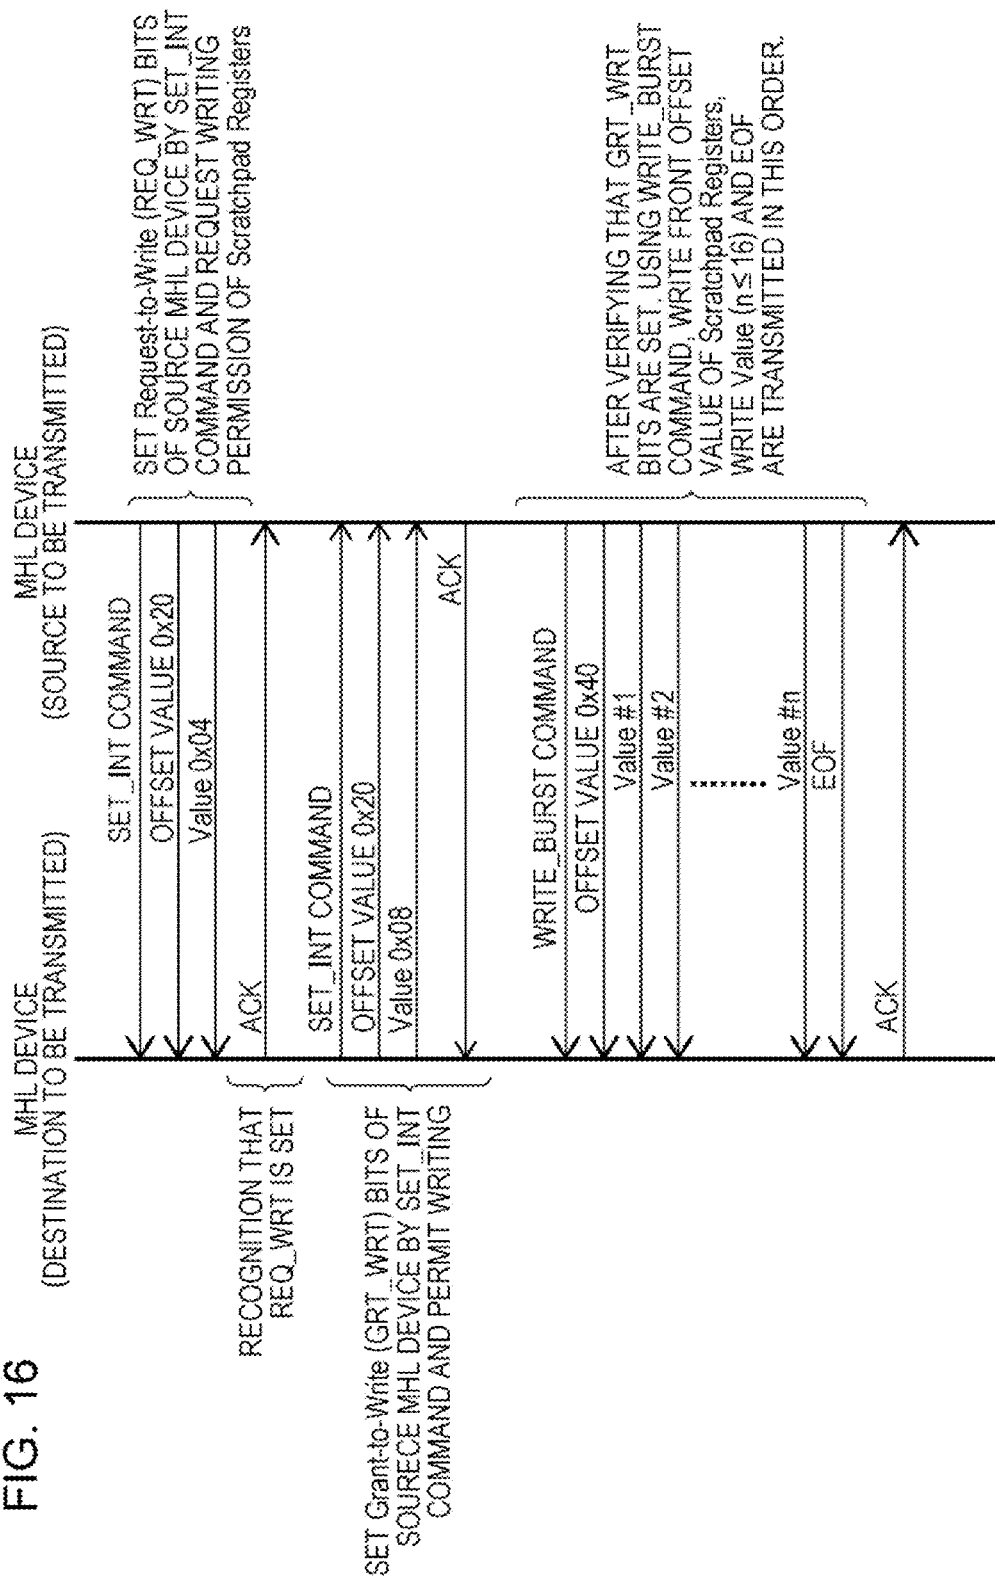 FIG. 16
MHL DEVICE
(DESTINATION TO BE TRANSMITTED)
MHL DEVICE
(SOURCE TO BE TRANSMITTED)
SET_INT COMMAND
OFFSET VALUE 0x20
Value 0x04
SET Request-to-Write (REQ_WRT) BITS
OF SOURCE MHL DEVICE BY SET_INT
COMMAND AND REQUEST WRITING
PERMISSION OF Scratchpad Registers
ACK
RECOGNITION THAT
REQ_WRT IS SET
SET_INT COMMAND
OFFSET VALUE 0x20
Value 0x08
ACK
SET Grant-to-Write (GRT_WRT) BITS OF
SOURECE MHL DEVICE BY SET_INT
COMMAND AND PERMIT WRITING
WRITE_BURST COMMAND
OFFSET VALUE 0x40
Value #1
Value #2
Value #n
EOF
AFTER VERIFYING THAT GRT_WRT
BITS ARE SET. USING WRITE_BURST
COMMAND, WRITE FRONT OFFSET
VALUE OF Scratchpad Registers,
WRITE Value (n ≤ 16) AND EOF
ARE TRANSMITTED IN THIS ORDER.
ACK